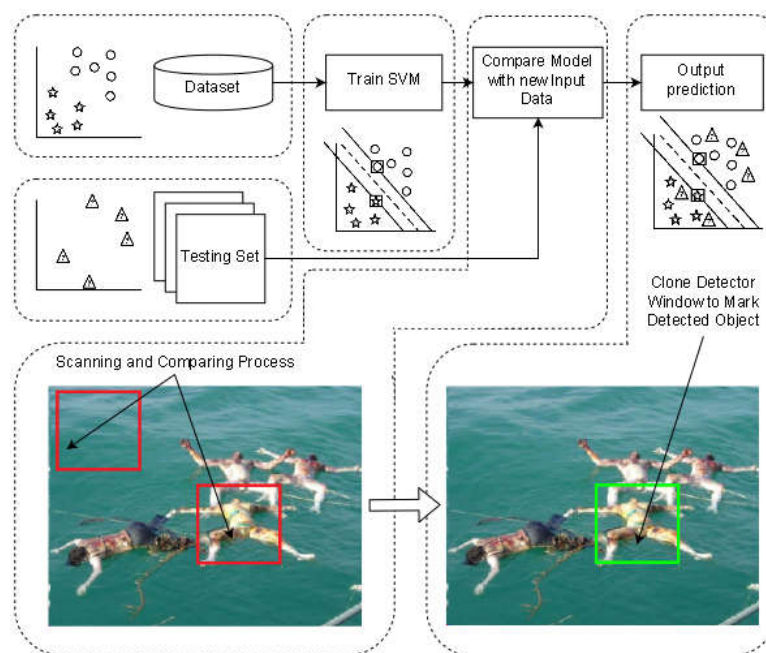 Dataset
Train SVM
Compare Model
with new Input
Data
Output
prediction
Testing Set
Clone Detector
Window to Mark
Detected Object
Scanning and Comparing Process